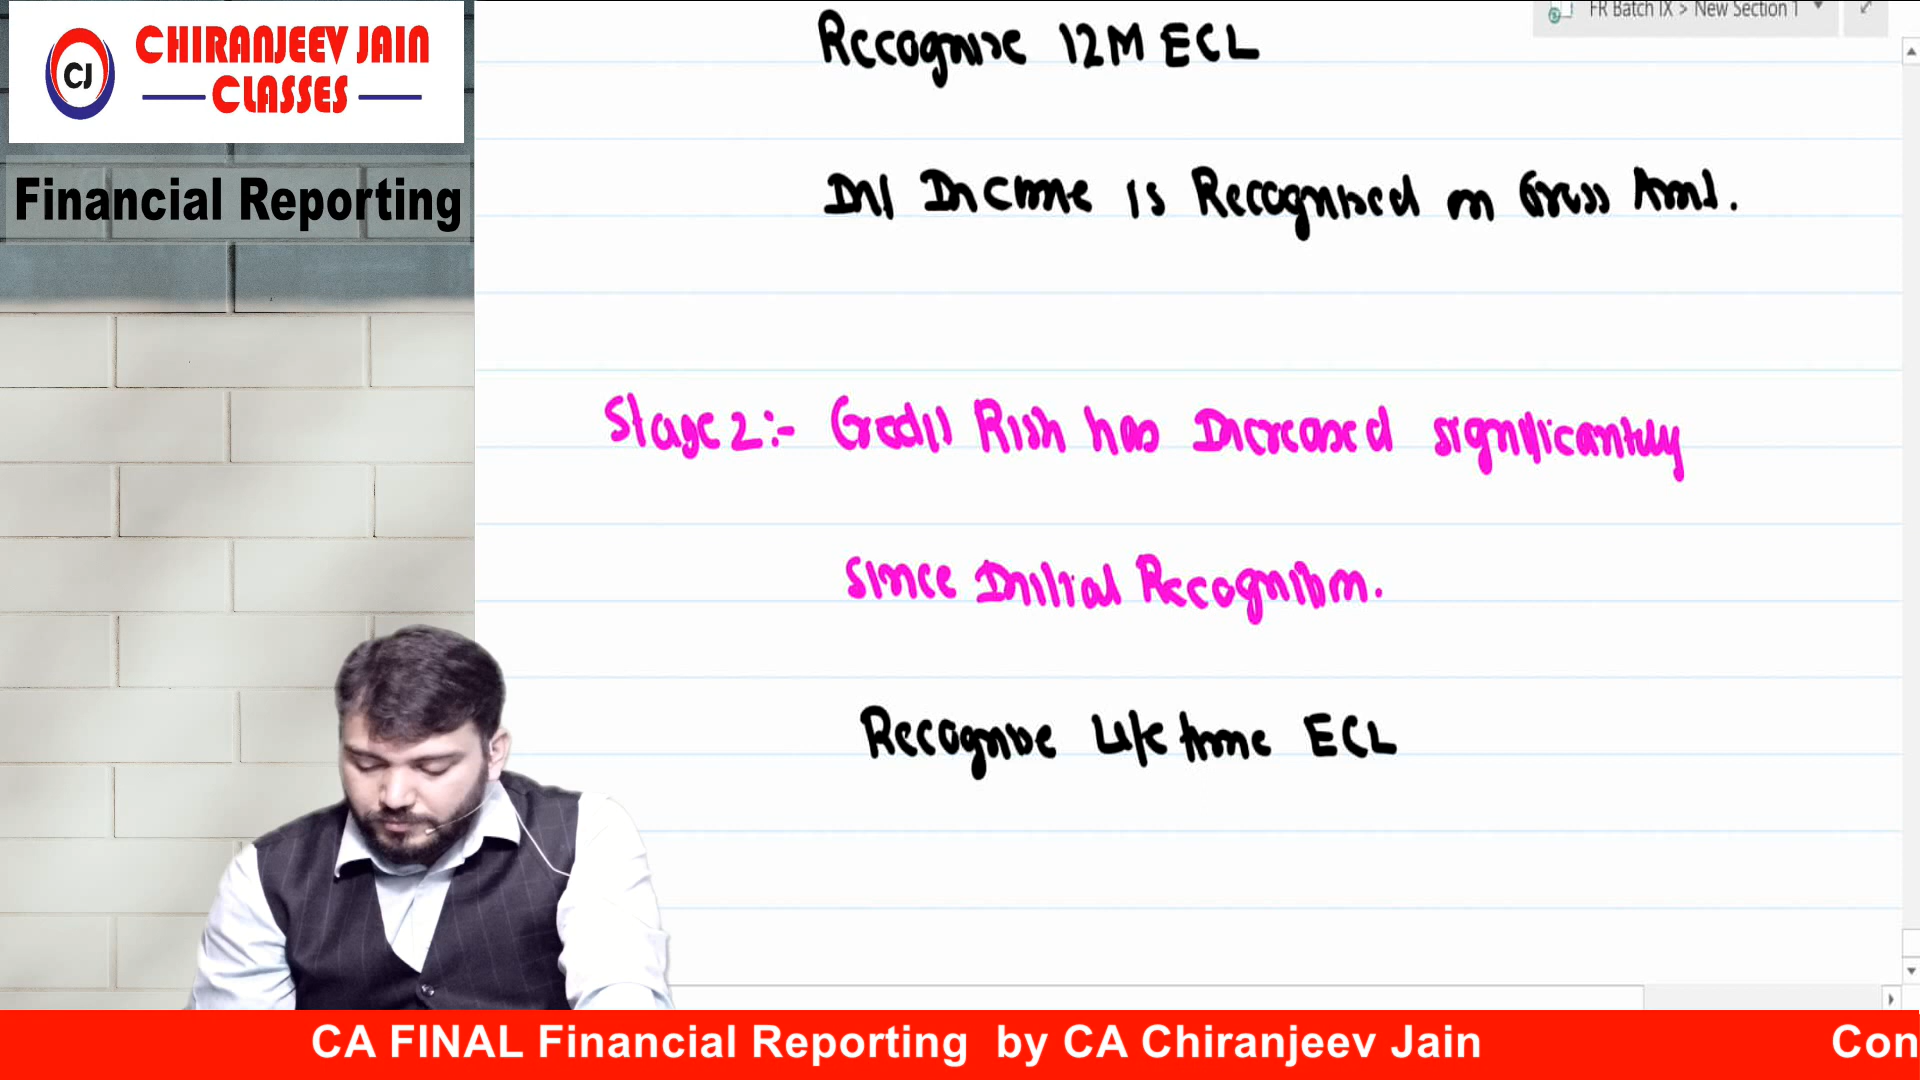 CHIRANJEEV JAIN
CJ
CLASSES
Financial Reporting
FR Batch IX > New Section 1
Recognise 12M ECL
Int Income is Recognised on Gross Amt.
Stage 2:- Credit Risk has Increased significantly
since Initial Recognition.
Recognise Life time ECL
CA FINAL Financial Reporting by CA Chiranjeev Jain
Con